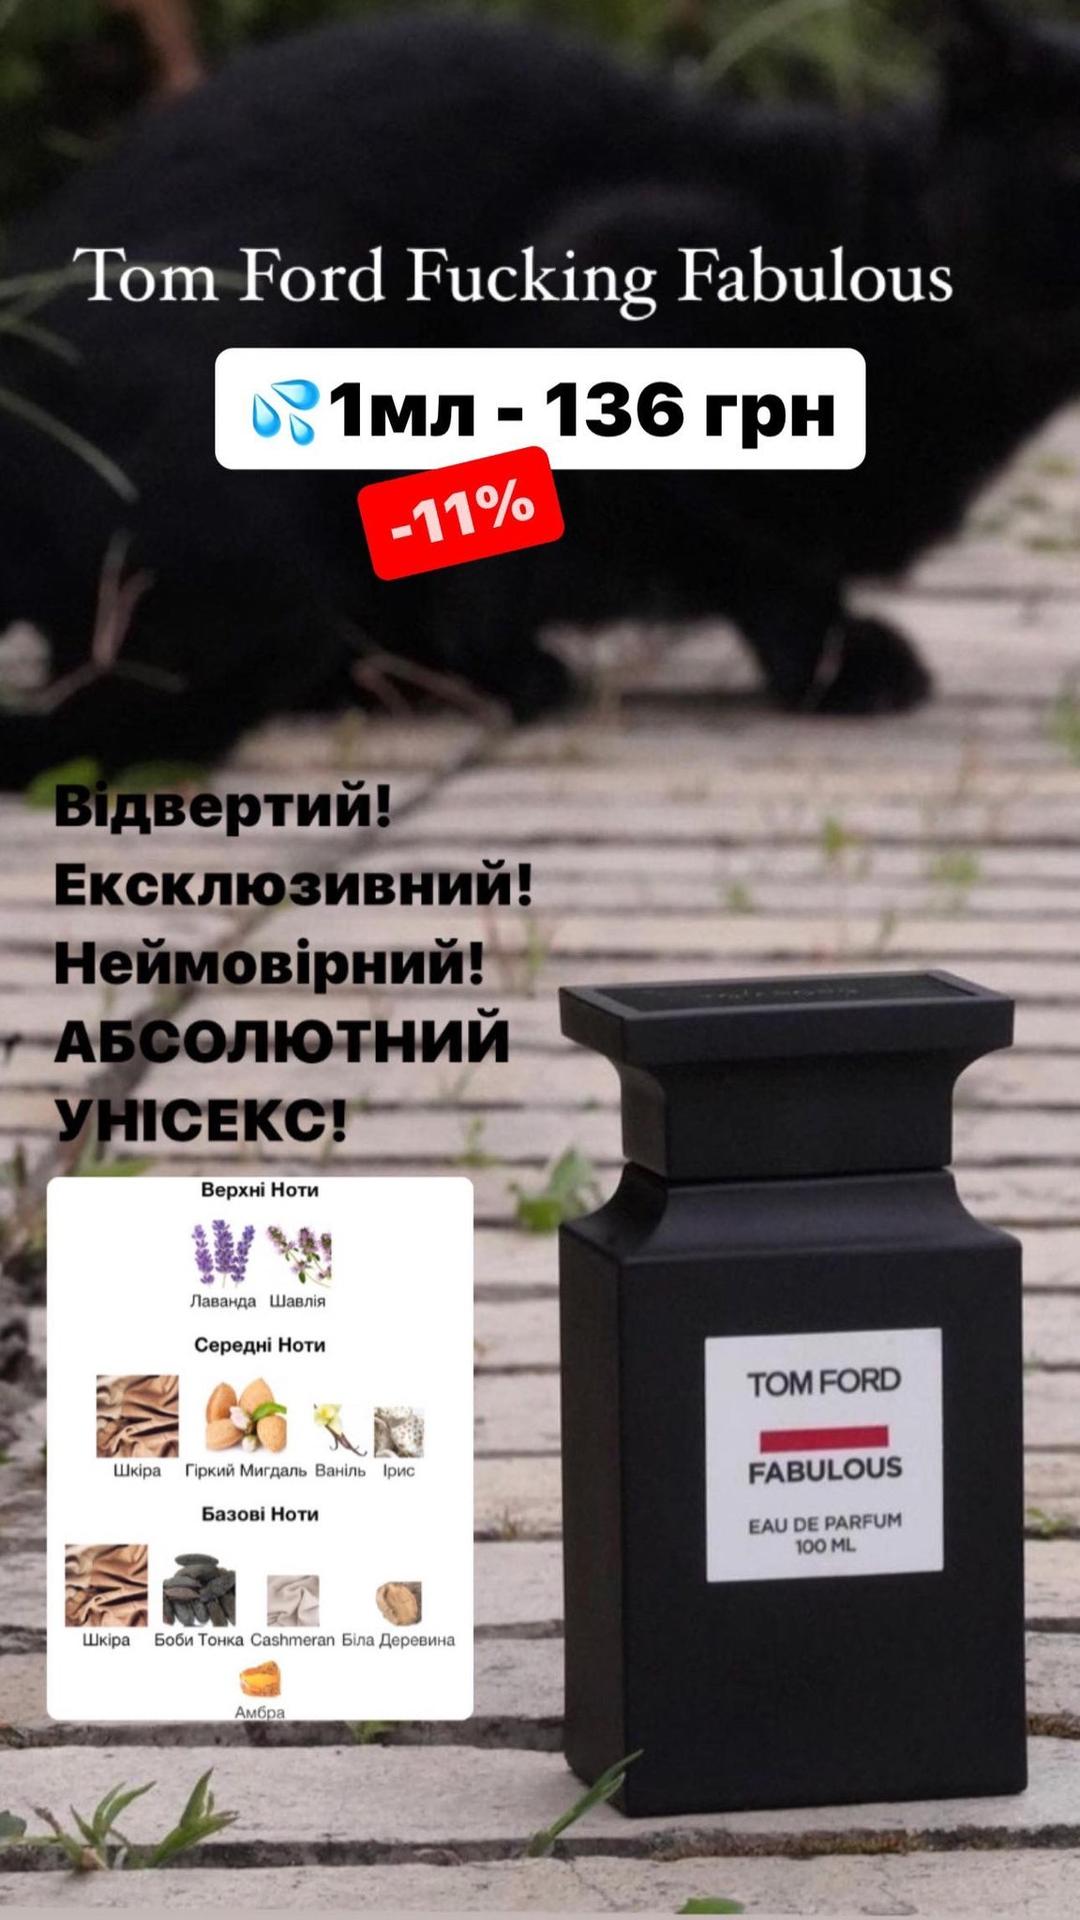 Tom Ford Fucking Fabulous
💦1мл - 136 грн
-11%
Відвертий!
Ексклюзивний!
Неймовірний!
АБСОЛЮТНИЙ
УНІСЕКС!
Верхні Ноти
Лаванда Шавлія
Середні Ноти
Шкіра Гіркий Мигдаль Ваніль Ірис
Базові Ноти
Шкіра Боби Тонка Cashmeran Біла Деревина
Амбра
TOM FORD
FABULOUS
EAU DE PARFUM
100 ML